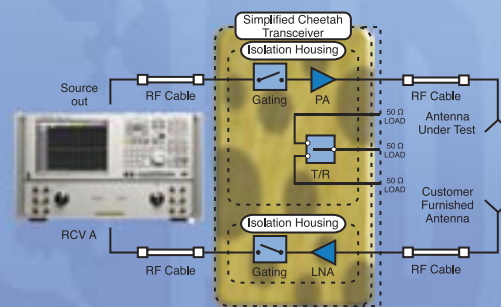 Simplified Cheetah
Transceiver
Isolation Housing
Source
out
RF Cable
Gating
PA
RF Cable
Antenna
Under Test
50 Ω
LOAD
50 Ω
LOAD
T/R
50 Ω
LOAD
Customer
Furnished
Antenna
Isolation Housing
RCV A
RF Cable
Gating
LNA
RF Cable